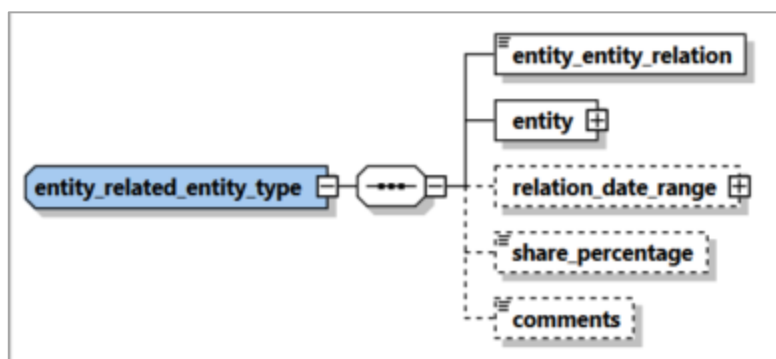 entity_entity_relation
entity
entity_related_entity_type
relation_date_range
share_percentage
comments